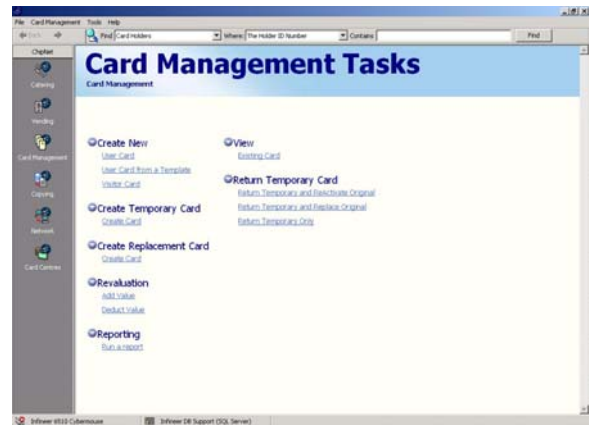 File Card Management Tools Help
Back Find Card Holders Where The Holder ID Number Contains Find
ChipNet
Card Management Tasks
Card Management
Catering
Vending
Card Management
Copying
Network
Card Centres
Create New
User Card
User Card from a Template
Visitor Card
Create Temporary Card
Create Card
Create Replacement Card
Create Card
Revaluation
Add Value
Deduct Value
Reporting
Run a report
View
Existing Card
Return Temporary Card
Return Temporary and ReActivate Original
Return Temporary and Replace Original
Return Temporary Only
Infineer 6510 Cybermouse Infineer DB Support (SQL Server)